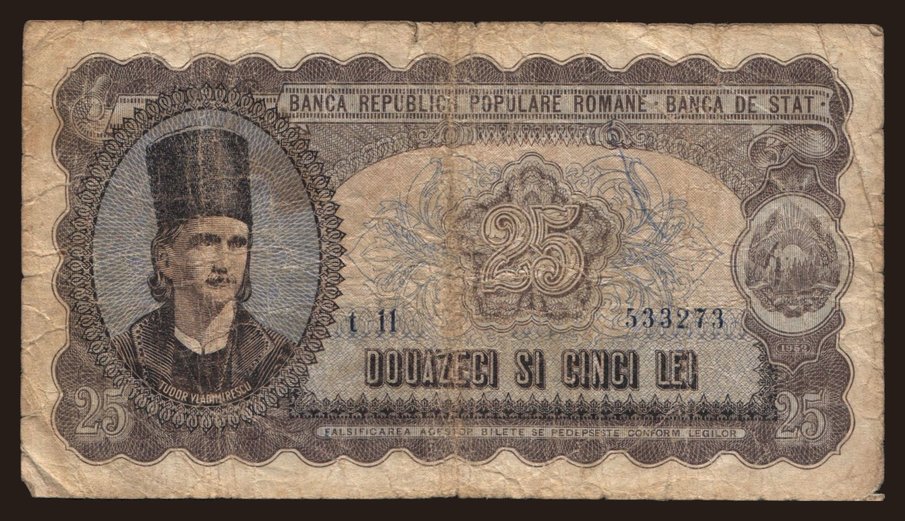 BANCA REPUBLICII POPULARE ROMANE · BANCA DE STAT ·
25
t 11 533273
DOUAZECI SI CINCI LEI
1952
TUDOR VLADIMIRESCU
25 25
FALSIFICAREA ACESTOR BILETE SE PEDEPSESTE CONFORM LEGILOR